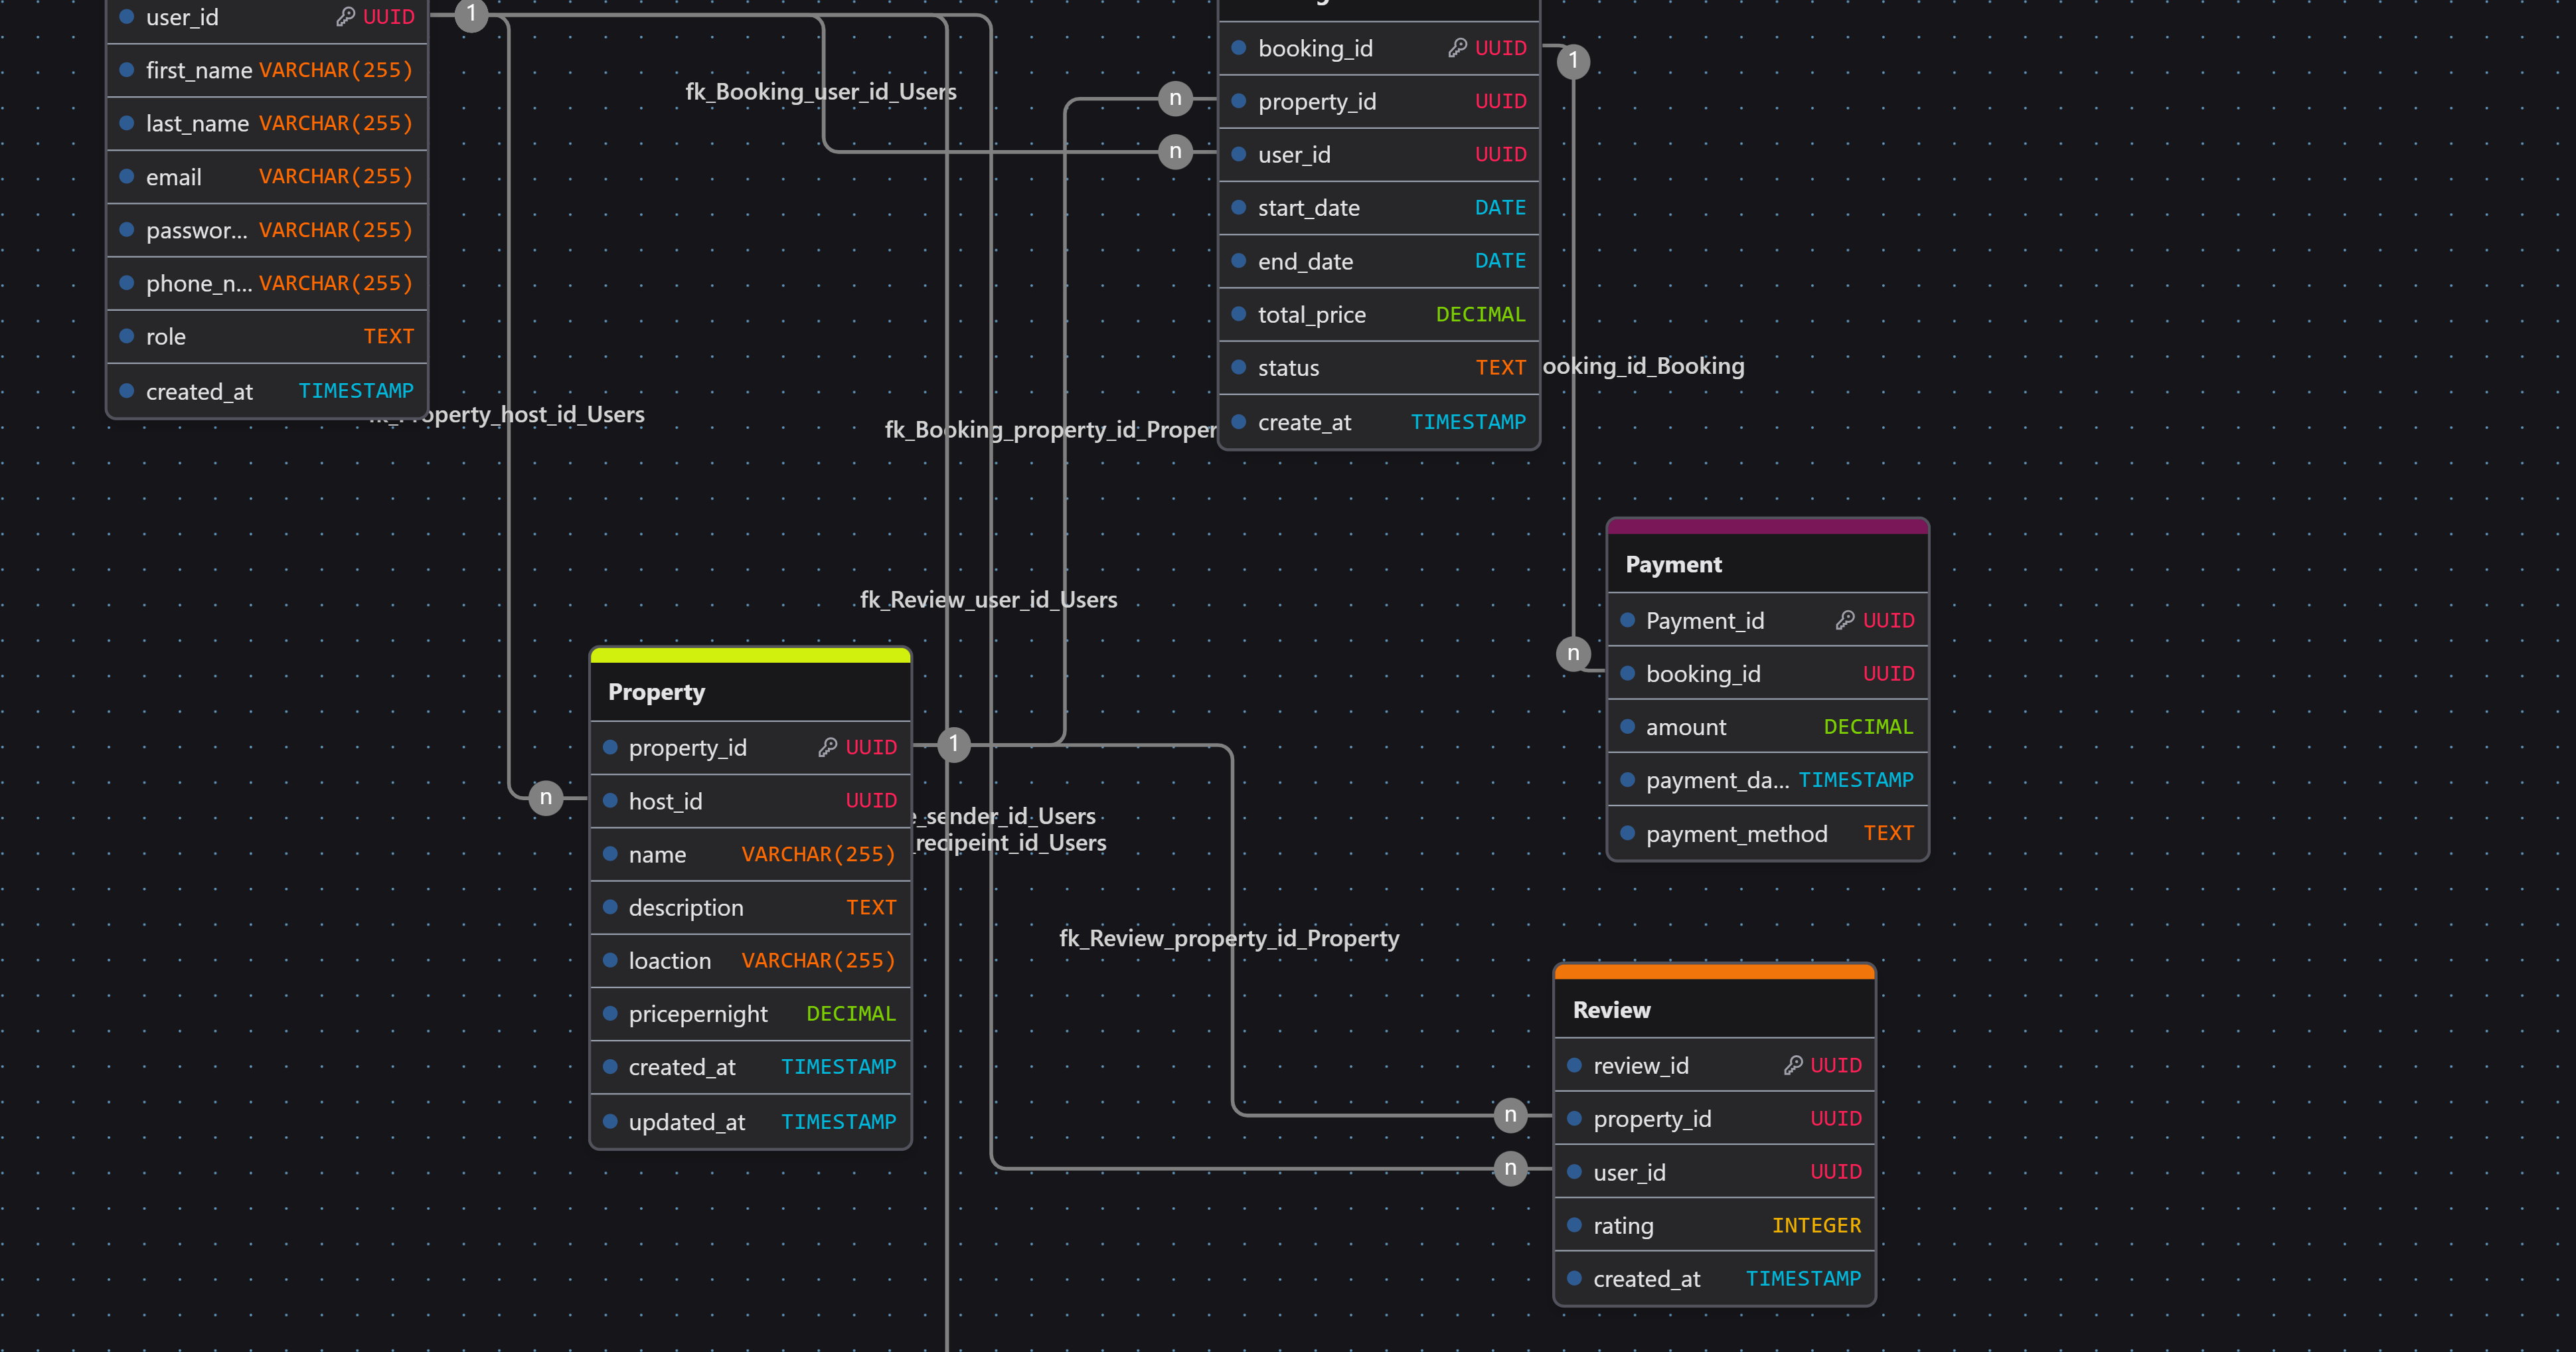 user_id UUID
1
first_name VARCHAR(255)
last_name VARCHAR(255)
email VARCHAR(255)
passwor... VARCHAR(255)
phone_n... VARCHAR(255)
role TEXT
created_at TIMESTAMP
fk_Booking_user_id_Users
n
n
booking_id UUID
1
property_id UUID
user_id UUID
start_date DATE
end_date DATE
total_price DECIMAL
status TEXT
create_at TIMESTAMP
ooking_id_Booking
operty_host_id_Users
fk_Booking_property_id_Proper
fk_Review_user_id_Users
Payment
Payment_id UUID
n
booking_id UUID
amount DECIMAL
payment_da... TIMESTAMP
payment_method TEXT
Property
property_id UUID
1
n
host_id UUID
name VARCHAR(255)
description TEXT
loaction VARCHAR(255)
pricepernight DECIMAL
created_at TIMESTAMP
updated_at TIMESTAMP
_sender_id_Users
_recipeint_id_Users
fk_Review_property_id_Property
Review
review_id UUID
n
property_id UUID
n
user_id UUID
rating INTEGER
created_at TIMESTAMP